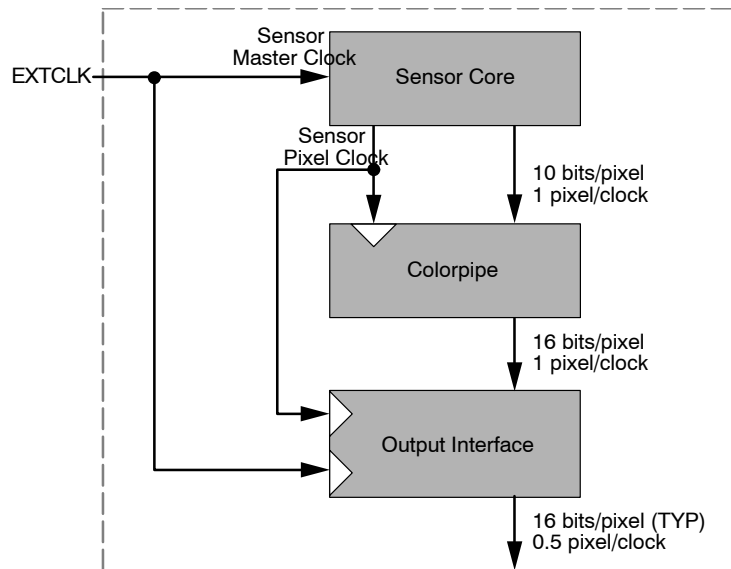 Sensor
Master Clock
EXTCLK
Sensor Core
Sensor
Pixel Clock
10 bits/pixel
1 pixel/clock
Colorpipe
16 bits/pixel
1 pixel/clock
Output Interface
16 bits/pixel (TYP)
0.5 pixel/clock